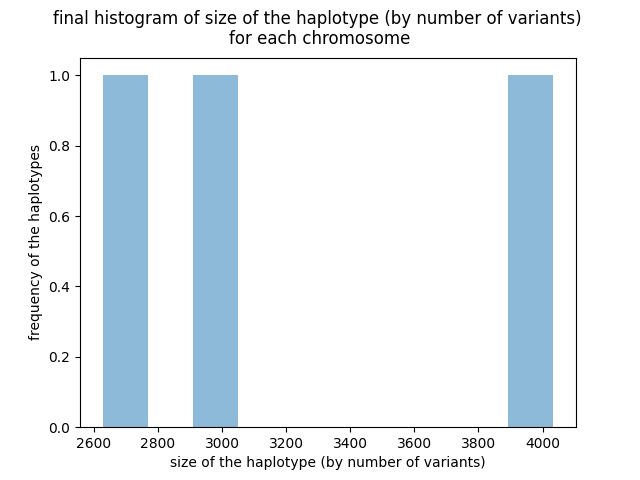 final histogram of size of the haplotype (by number of variants)
for each chromosome
1.0
0.8
0.6
0.4
0.2
0.0
frequency of the haplotypes
2600 2800 3000 3200 3400 3600 3800 4000
size of the haplotype (by number of variants)